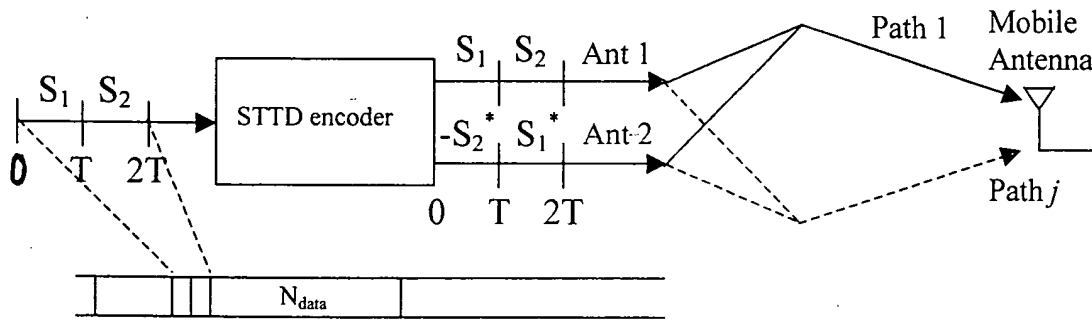 Path 1
Mobile
Antenna
S₁ S₂ Ant 1
S₁ S₂
STTD encoder
-S₂* S₁* Ant 2
0 T 2T
0 T 2T
Path j
N_data